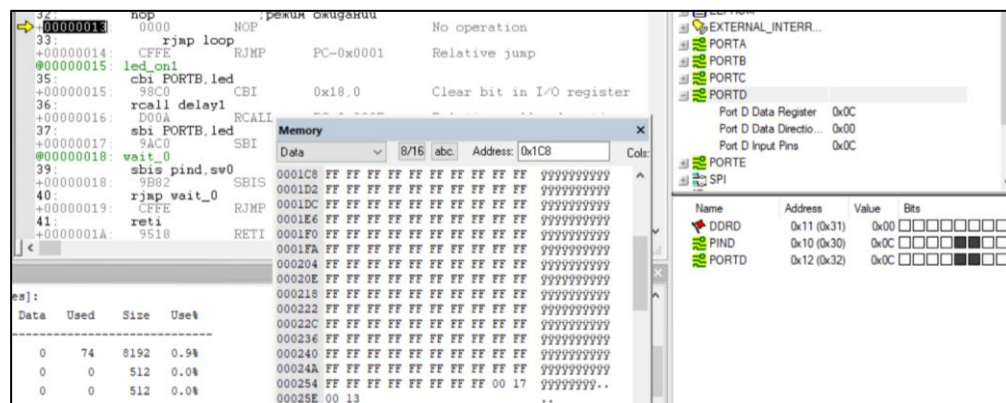 32: nop ;режим ожидании
+00000013 0000 NOP No operation
33: rjmp loop
+00000014: CFFE RJMP PC-0x0001 Relative jump
@00000015: led_on1
35: cbi PORTB,led
+00000015: 98C0 CBI 0x18,0 Clear bit in I/O register
36: rcall delay1
+00000016: D00A RCALL
37: sbi PORTB,led
+00000017: 9AC0 SBI
@00000018: wait_0
39: sbis pind,sw0
+00000018: 9B82 SBIS
40: rjmp wait_0
+00000019: CFFE RJMP
41: reti
+0000001A: 9518 RETI
es]:
Data Used Size Use%
0 74 8192 0.9%
0 0 512 0.0%
0 0 512 0.0%
Memory
Data 8/16 abc. Address: 0x1C8 Cols:
0001C8 FF FF FF FF FF FF FF FF FF FF ÿÿÿÿÿÿÿÿÿÿ
0001D2 FF FF FF FF FF FF FF FF FF FF ÿÿÿÿÿÿÿÿÿÿ
0001DC FF FF FF FF FF FF FF FF FF FF ÿÿÿÿÿÿÿÿÿÿ
0001E6 FF FF FF FF FF FF FF FF FF FF ÿÿÿÿÿÿÿÿÿÿ
0001F0 FF FF FF FF FF FF FF FF FF FF ÿÿÿÿÿÿÿÿÿÿ
0001FA FF FF FF FF FF FF FF FF FF FF ÿÿÿÿÿÿÿÿÿÿ
000204 FF FF FF FF FF FF FF FF FF FF ÿÿÿÿÿÿÿÿÿÿ
00020E FF FF FF FF FF FF FF FF FF FF ÿÿÿÿÿÿÿÿÿÿ
000218 FF FF FF FF FF FF FF FF FF FF ÿÿÿÿÿÿÿÿÿÿ
000222 FF FF FF FF FF FF FF FF FF FF ÿÿÿÿÿÿÿÿÿÿ
00022C FF FF FF FF FF FF FF FF FF FF ÿÿÿÿÿÿÿÿÿÿ
000236 FF FF FF FF FF FF FF FF FF FF ÿÿÿÿÿÿÿÿÿÿ
000240 FF FF FF FF FF FF FF FF FF FF ÿÿÿÿÿÿÿÿÿÿ
00024A FF FF FF FF FF FF FF FF FF FF ÿÿÿÿÿÿÿÿÿÿ
000254 FF FF FF FF FF FF FF FF 00 17 ÿÿÿÿÿÿÿÿ..
00025E 00 13 ..
EXTERNAL_INTERR...
PORTA
PORTB
PORTC
PORTD
Port D Data Register 0x0C
Port D Data Directio... 0x00
Port D Input Pins 0x0C
PORTE
SPI
Name Address Value Bits
DDRD 0x11 (0x31) 0x00
PIND 0x10 (0x30) 0x0C
PORTD 0x12 (0x32) 0x0C